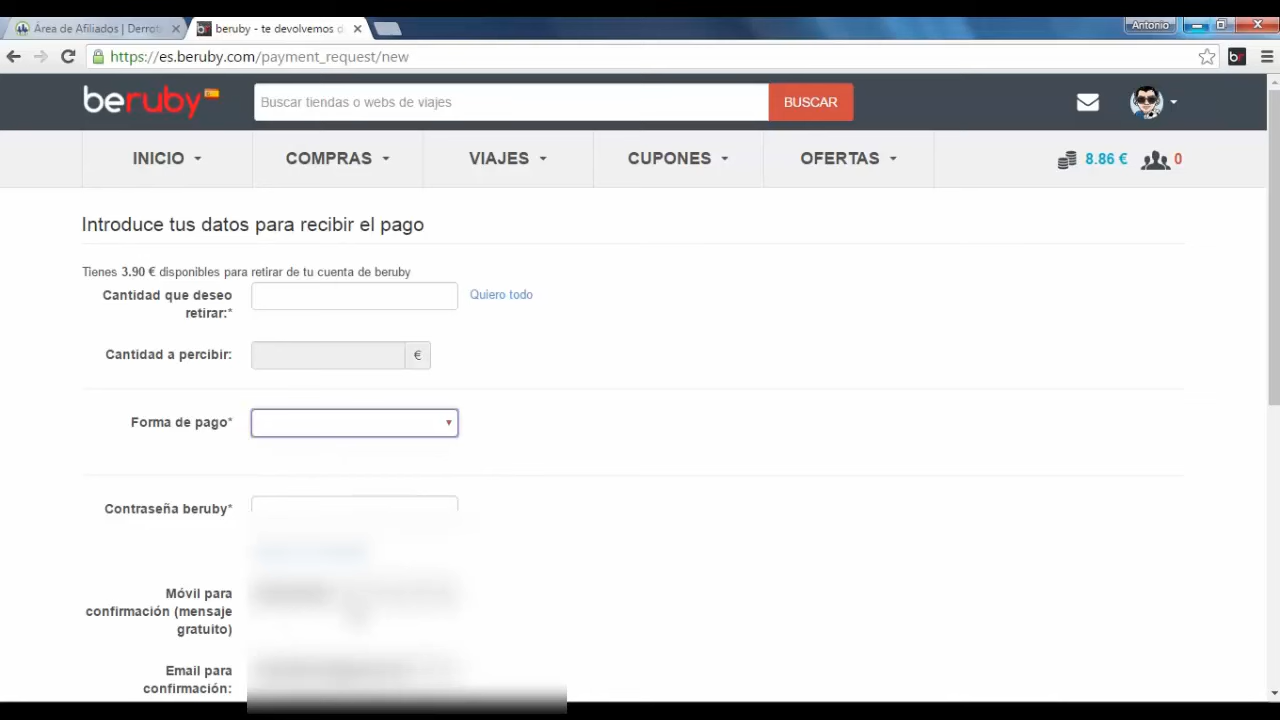 Área de Afiliados | Derrot
beruby - te devolvemos d
Antonio
https://es.beruby.com/payment_request/new
beruby
Buscar tiendas o webs de viajes
BUSCAR
INICIO
COMPRAS
VIAJES
CUPONES
OFERTAS
8.86 €
0
Introduce tus datos para recibir el pago
Tienes 3.90 € disponibles para retirar de tu cuenta de beruby
Cantidad que deseo
retirar:*
Quiero todo
Cantidad a percibir:
€
Forma de pago*
Contraseña beruby*
Móvil para
confirmación (mensaje
gratuito)
Email para
confirmación: